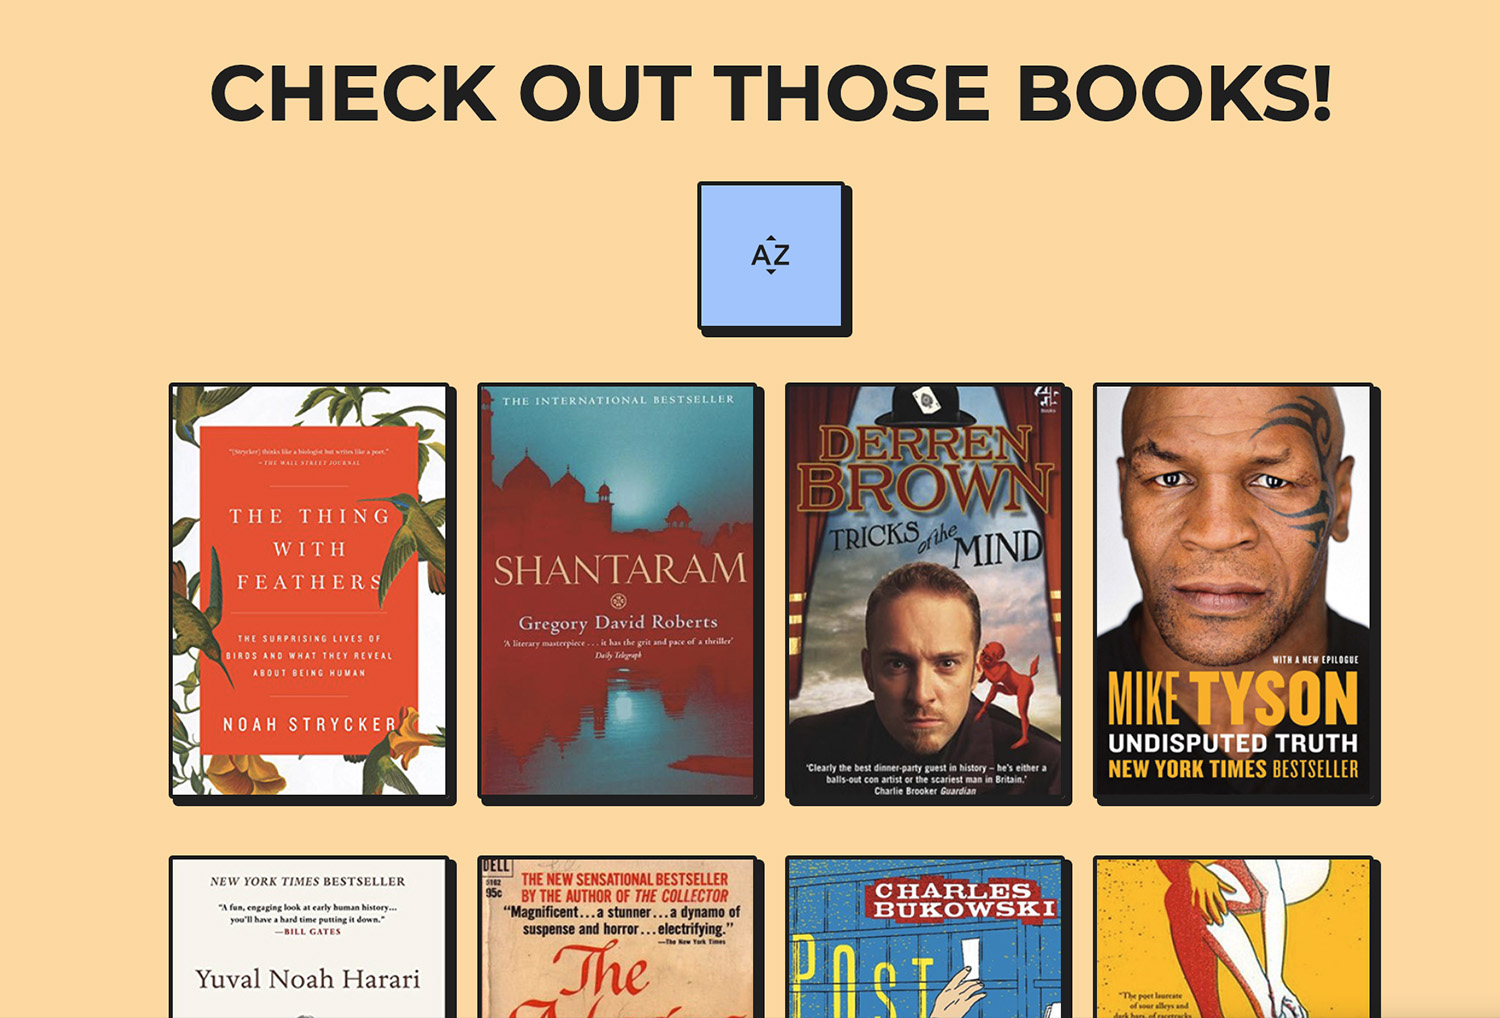 CHECK OUT THOSE BOOKS!
AZ
"[Strycker] thinks like a biologist but writes like a poet."
—THE WALL STREET JOURNAL
THE THING
WITH
FEATHERS
THE SURPRISING LIVES OF
BIRDS AND WHAT THEY REVEAL
ABOUT BEING HUMAN
NOAH STRYCKER
THE INTERNATIONAL BESTSELLER
SHANTARAM
Gregory David Roberts
'A literary masterpiece . . . it has the grit and pace of a thriller'
Daily Telegraph
4
Books
DERREN
BROWN
TRICKS of the MIND
'Clearly the best dinner-party guest in history – he's either a
balls-out con artist or the scariest man in Britain.'
Charlie Brooker Guardian
WITH A NEW EPILOGUE
MIKE TYSON
UNDISPUTED TRUTH
NEW YORK TIMES BESTSELLER
NEW YORK TIMES BESTSELLER
"A fun, engaging look at early human history...
you'll have a hard time putting it down."
—BILL GATES
Yuval Noah Harari
DELL
5162
95c
THE NEW SENSATIONAL BESTSELLER
BY THE AUTHOR OF THE COLLECTOR
"Magnificent...a stunner...a dynamo of
suspense and horror...electrifying."
—The New York Times
The
CHARLES
BUKOWSKI
POST
"The poet laureate
of sour alleys and
dark bars, of racetracks